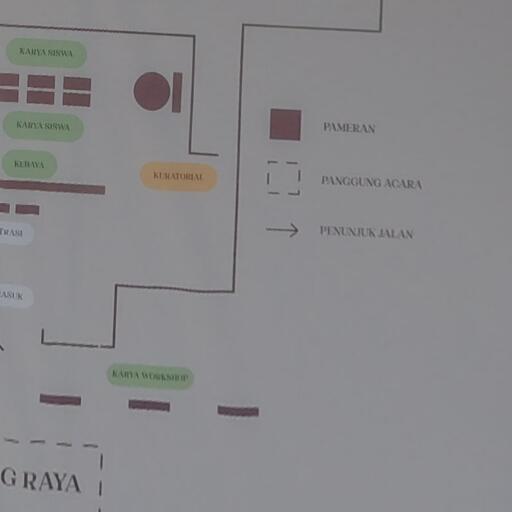 KARYA SISWA
KARYA SISWA
KEBAYA
KURATORIAL
PAMERAN
PANGGUNG ACARA
PENUNJUK JALAN
TRASI
ASUK
KARYA WORKSHOP
G RAYA